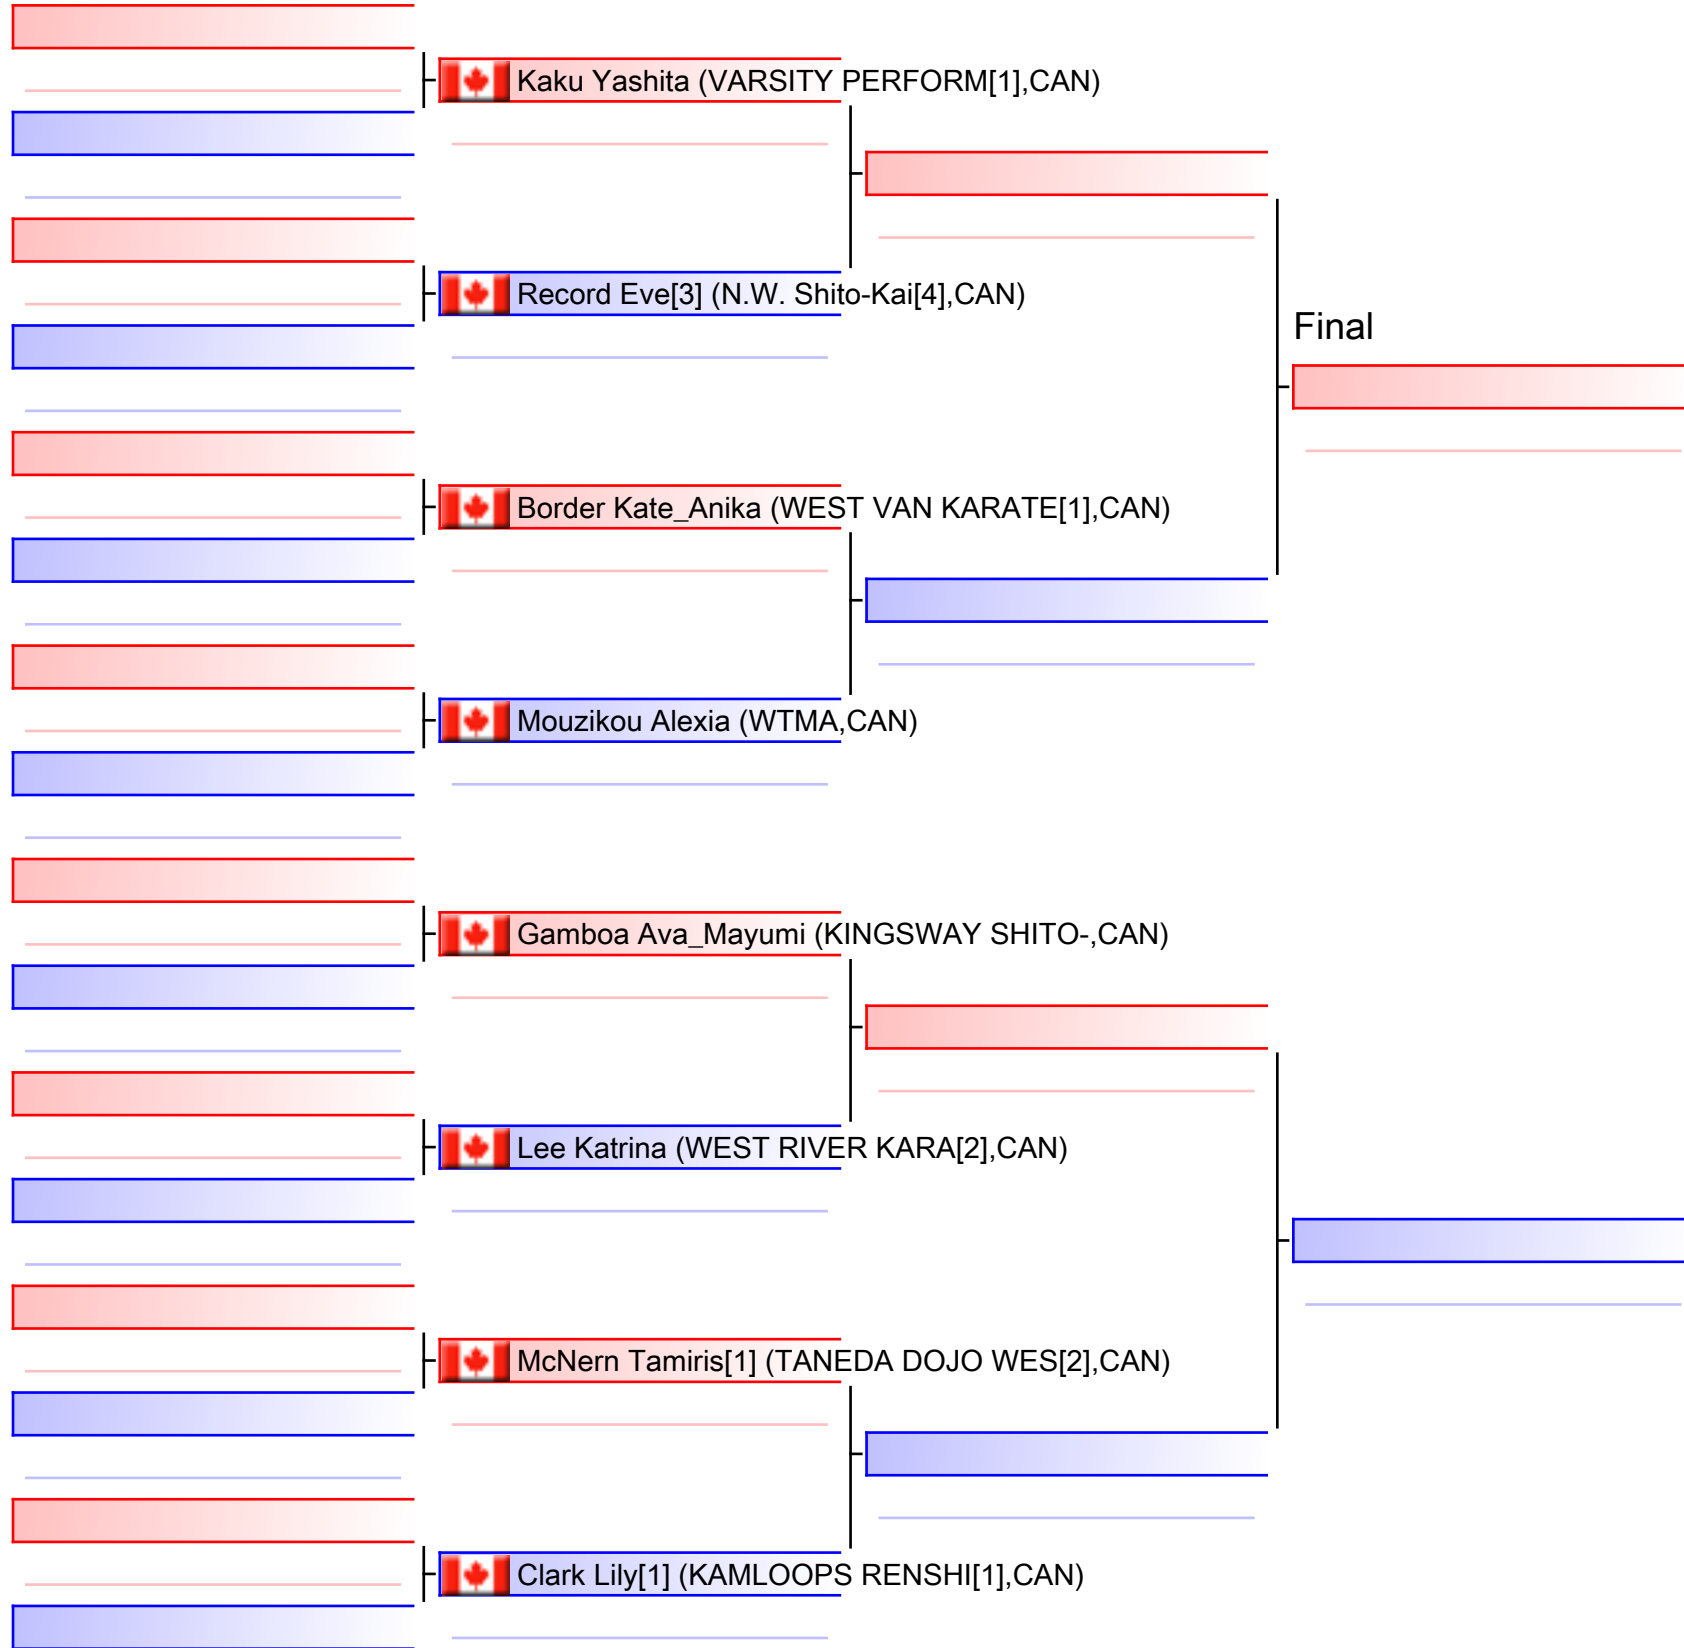 Kaku Yashita (VARSITY PERFORM[1],CAN)
Record Eve[3] (N.W. Shito-Kai[4],CAN)
Final
Border Kate_Anika (WEST VAN KARATE[1],CAN)
Mouzikou Alexia (WTMA,CAN)
Gamboa Ava_Mayumi (KINGSWAY SHITO-,CAN)
Lee Katrina (WEST RIVER KARA[2],CAN)
McNern Tamiris[1] (TANEDA DOJO WES[2],CAN)
Clark Lily[1] (KAMLOOPS RENSHI[1],CAN)